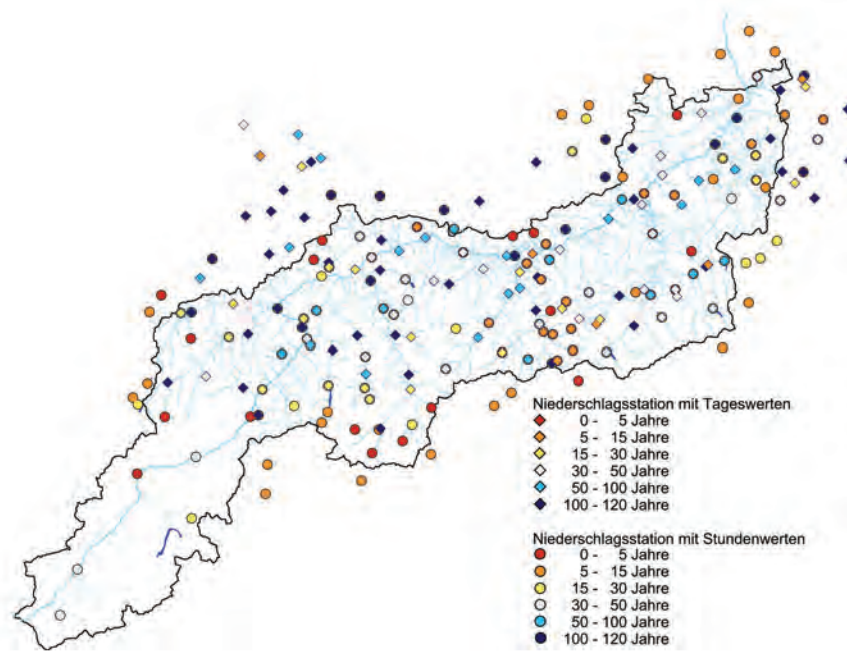 Niederschlagsstation mit Tageswerten
0 - 5 Jahre
5 - 15 Jahre
15 - 30 Jahre
30 - 50 Jahre
50 - 100 Jahre
100 - 120 Jahre
Niederschlagsstation mit Stundenwerten
0 - 5 Jahre
5 - 15 Jahre
15 - 30 Jahre
30 - 50 Jahre
50 - 100 Jahre
100 - 120 Jahre